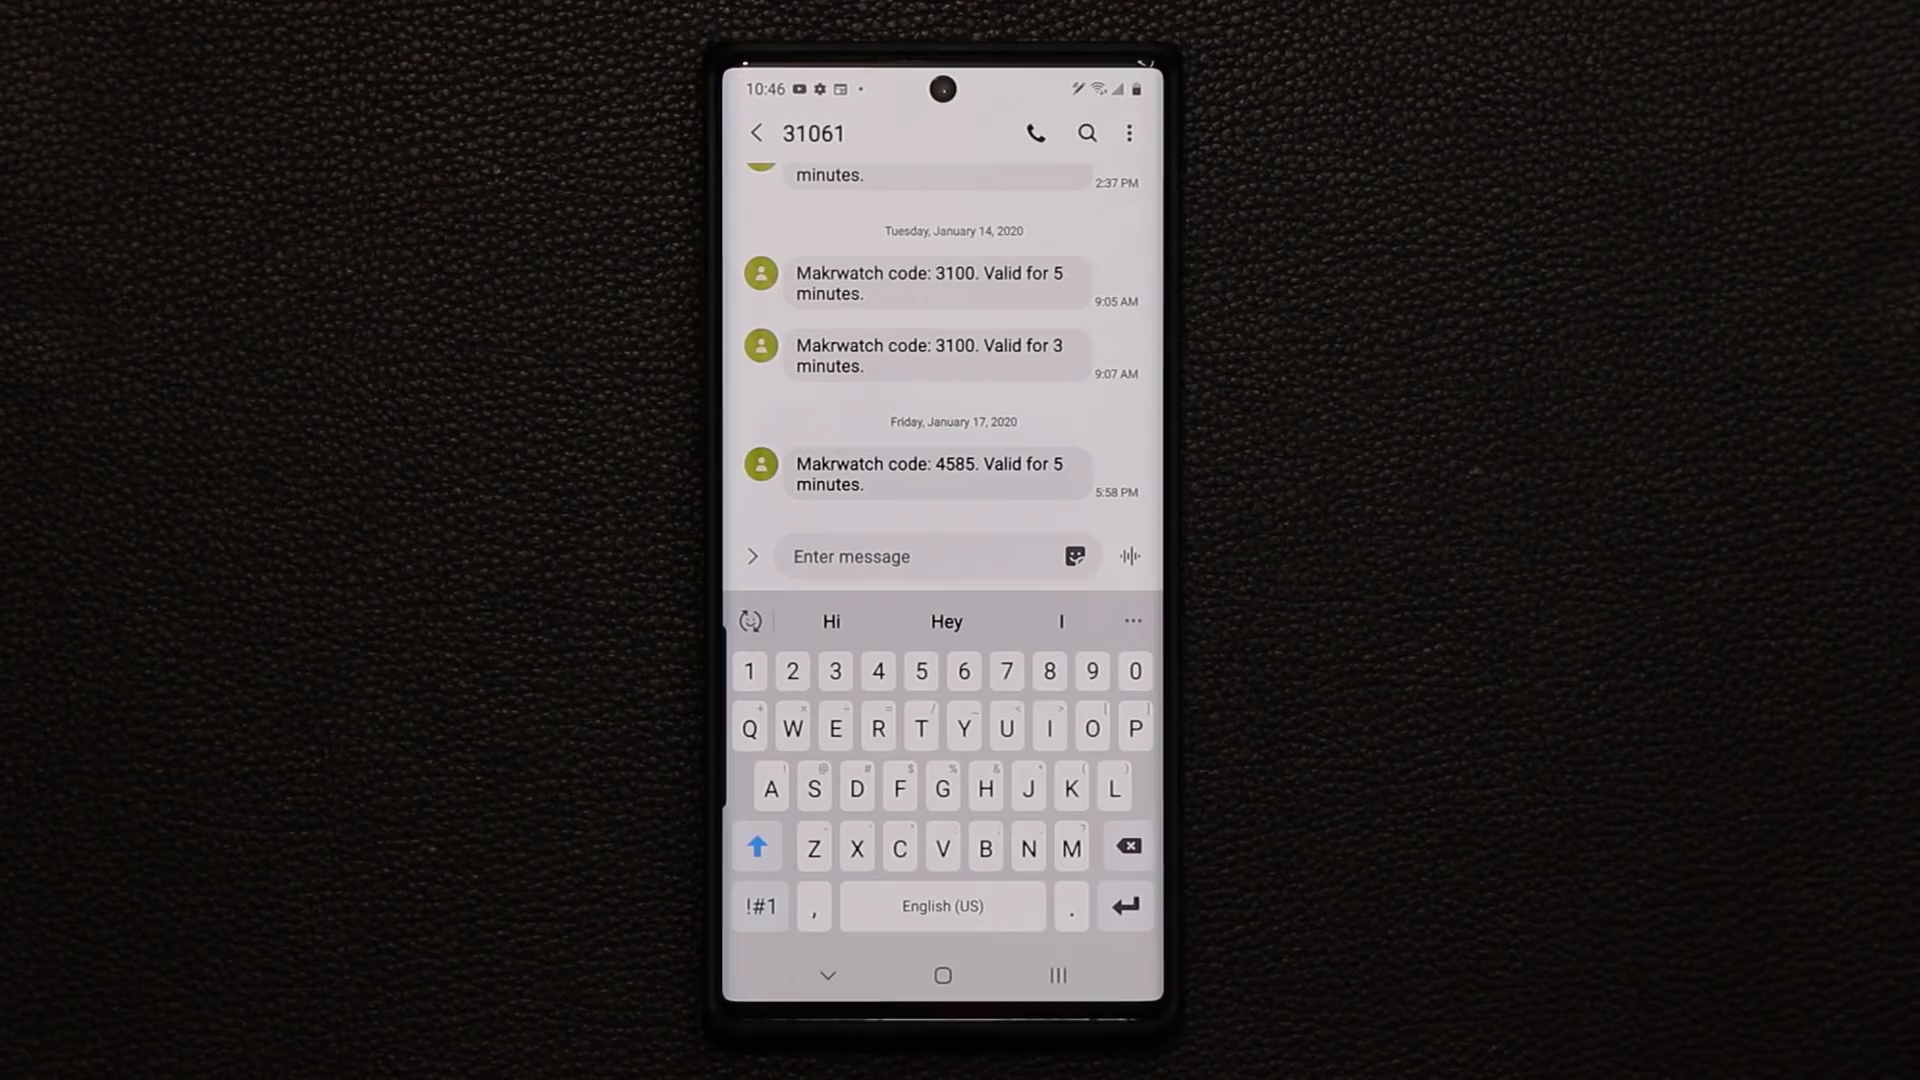 10:46
31061
minutes.
2:37 PM
Tuesday, January 14, 2020
Makrwatch code: 3100. Valid for 5
minutes.
9:05 AM
Makrwatch code: 3100. Valid for 3
minutes.
9:07 AM
Friday, January 17, 2020
Makrwatch code: 4585. Valid for 5
minutes.
5:58 PM
Enter message
Hi Hey I
1 2 3 4 5 6 7 8 9 0
Q W E R T Y U I O P
A S D F G H J K L
Z X C V B N M
!#1 , English (US) .